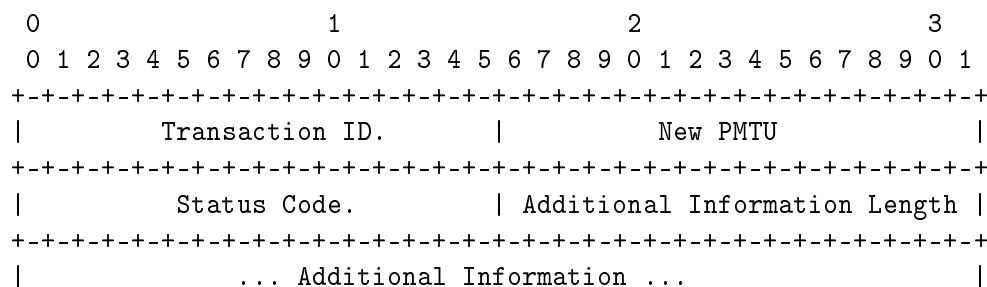 0                   1                   2                   3
 0 1 2 3 4 5 6 7 8 9 0 1 2 3 4 5 6 7 8 9 0 1 2 3 4 5 6 7 8 9 0 1
+-+-+-+-+-+-+-+-+-+-+-+-+-+-+-+-+-+-+-+-+-+-+-+-+-+-+-+-+-+-+-+-+
|         Transaction ID.       |          New PMTU             |
+-+-+-+-+-+-+-+-+-+-+-+-+-+-+-+-+-+-+-+-+-+-+-+-+-+-+-+-+-+-+-+-+
|          Status Code.         | Additional Information Length |
+-+-+-+-+-+-+-+-+-+-+-+-+-+-+-+-+-+-+-+-+-+-+-+-+-+-+-+-+-+-+-+-+
|              ... Additional Information ...                   |